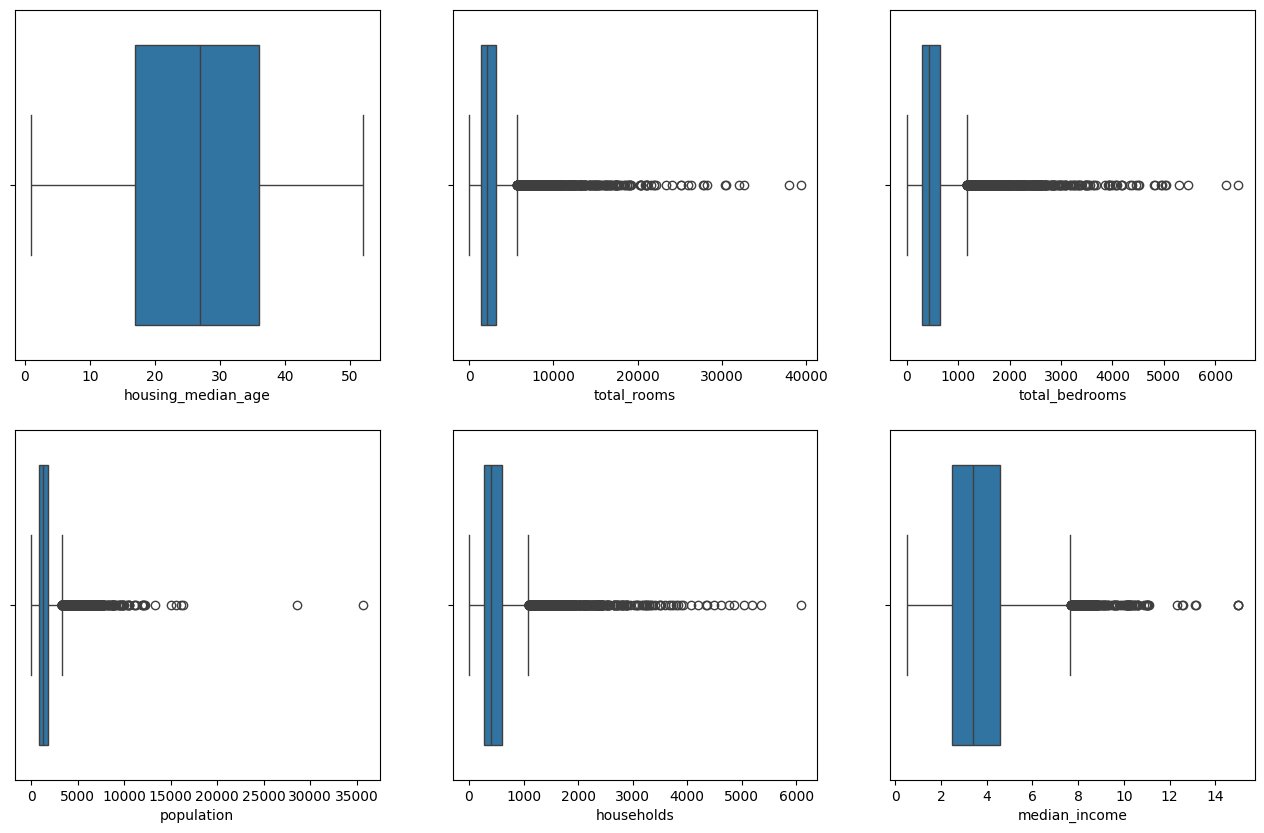 0 10 20 30 40 50
housing_median_age
0 10000 20000 30000 40000
total_rooms
0 1000 2000 3000 4000 5000 6000
total_bedrooms
0 5000 10000 15000 20000 25000 30000 35000
population
0 1000 2000 3000 4000 5000 6000
households
0 2 4 6 8 10 12 14
median_income